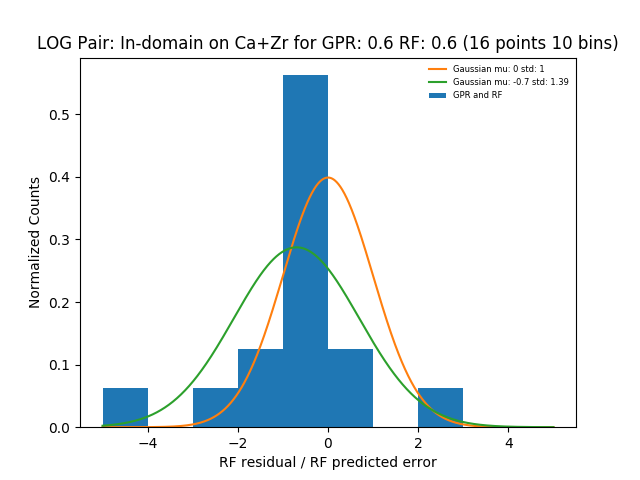 LOG Pair: In-domain on Ca+Zr for GPR: 0.6 RF: 0.6 (16 points 10 bins)
Gaussian mu: 0 std: 1
Gaussian mu: -0.7 std: 1.39
GPR and RF
Normalized Counts
0.5
0.4
0.3
0.2
0.1
0.0
−4 −2 0 2 4
RF residual / RF predicted error